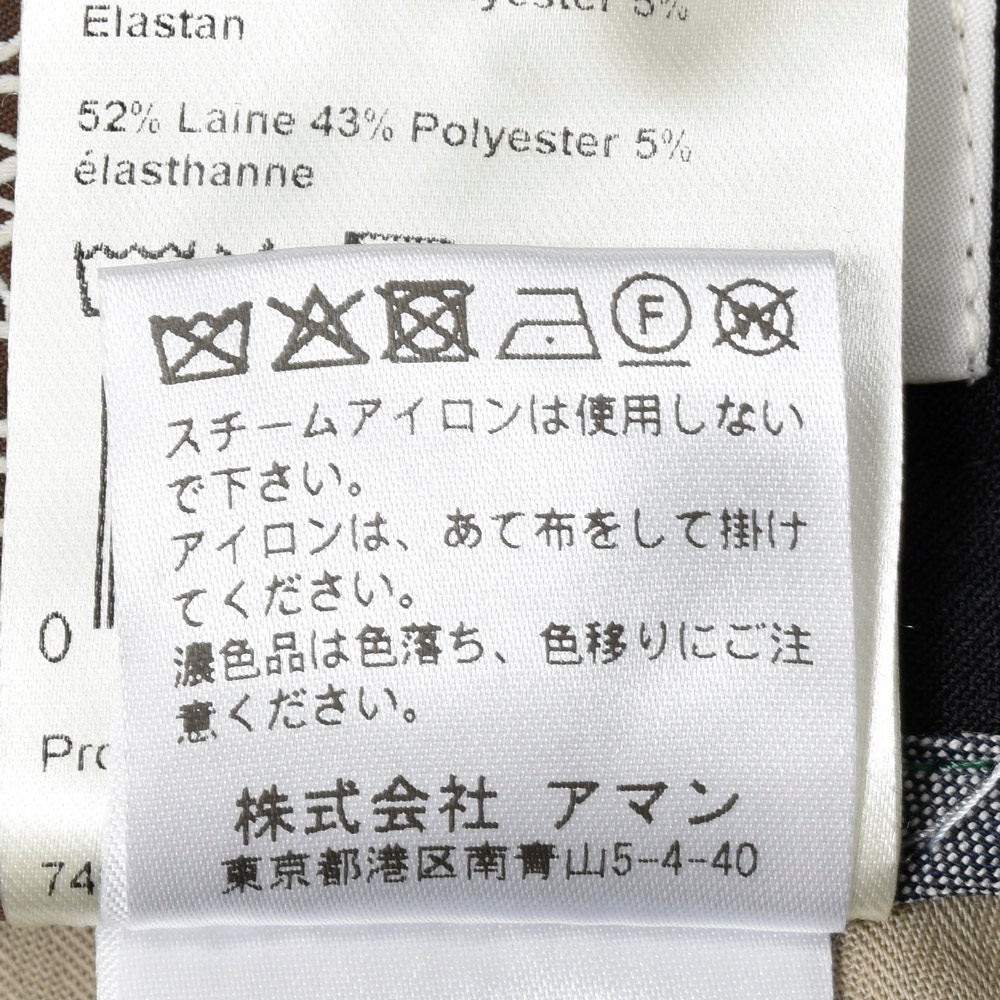 5%
Elastan
52% Laine 43% Polyester 5%
élasthanne
F
W
スチームアイロンは使用しない
で下さい。
アイロンは、あて布をして掛け
てください。
濃色品は色落ち、色移りにご注
意ください。
0
株式会社 アマン
東京都港区南青山5-4-40
74